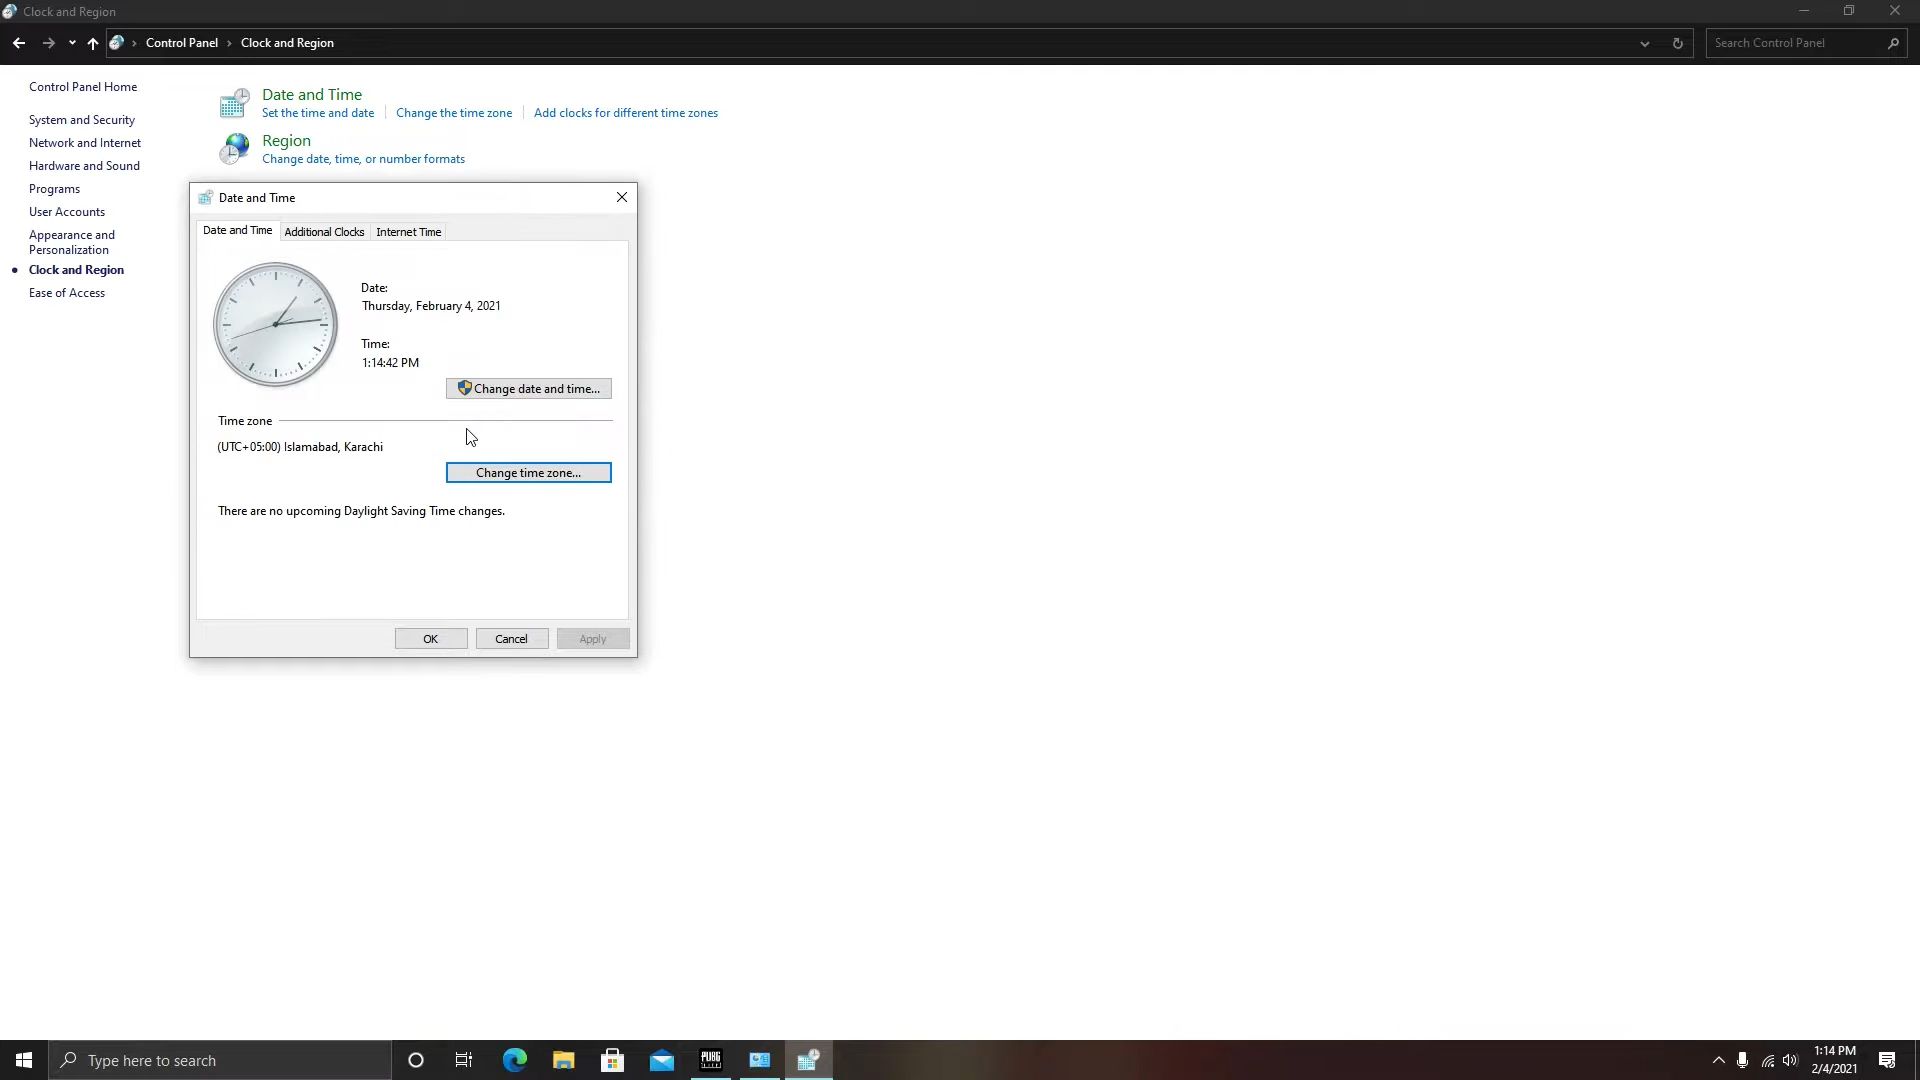 Clock and Region
Control Panel › Clock and Region
Search Control Panel
Control Panel Home
System and Security
Network and Internet
Hardware and Sound
Programs
User Accounts
Appearance and
Personalization
Clock and Region
Ease of Access
Date and Time
Set the time and date
Change the time zone
Add clocks for different time zones
Region
Change date, time, or number formats
Date and Time
Date and Time
Additional Clocks
Internet Time
Date:
Thursday, February 4, 2021
Time:
1:14:42 PM
Change date and time...
Time zone
(UTC+05:00) Islamabad, Karachi
Change time zone...
There are no upcoming Daylight Saving Time changes.
OK
Cancel
Apply
Type here to search
PUBG
1:14 PM
2/4/2021